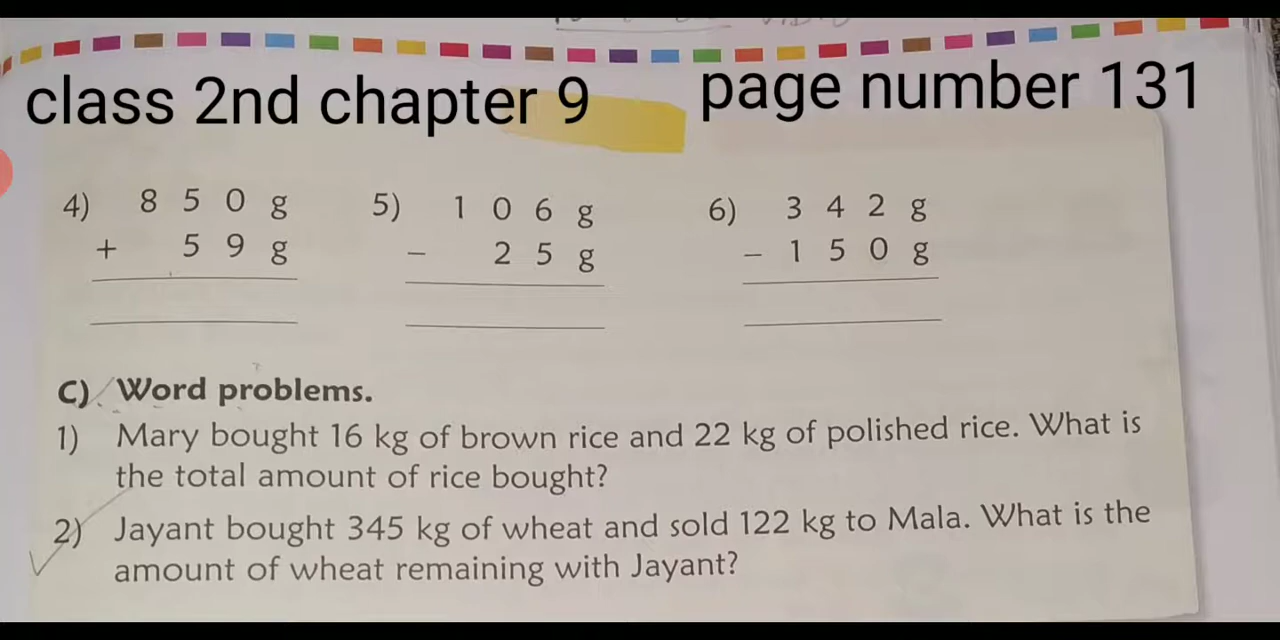 class 2nd chapter 9 page number 131
4) 8 5 0 g 5) 1 0 6 g 6) 3 4 2 g
+ 5 9 g - 2 5 g - 1 5 0 g
C) Word problems.
1) Mary bought 16 kg of brown rice and 22 kg of polished rice. What is
the total amount of rice bought?
2) Jayant bought 345 kg of wheat and sold 122 kg to Mala. What is the
amount of wheat remaining with Jayant?